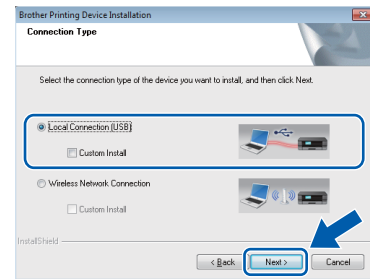 Brother Printing Device Installation
Connection Type
Select the connection type of the device you want to install, and then click Next.
Local Connection (USB)
Custom Install
Wireless Network Connection
Custom Install
InstallShield
< Back
Next >
Cancel